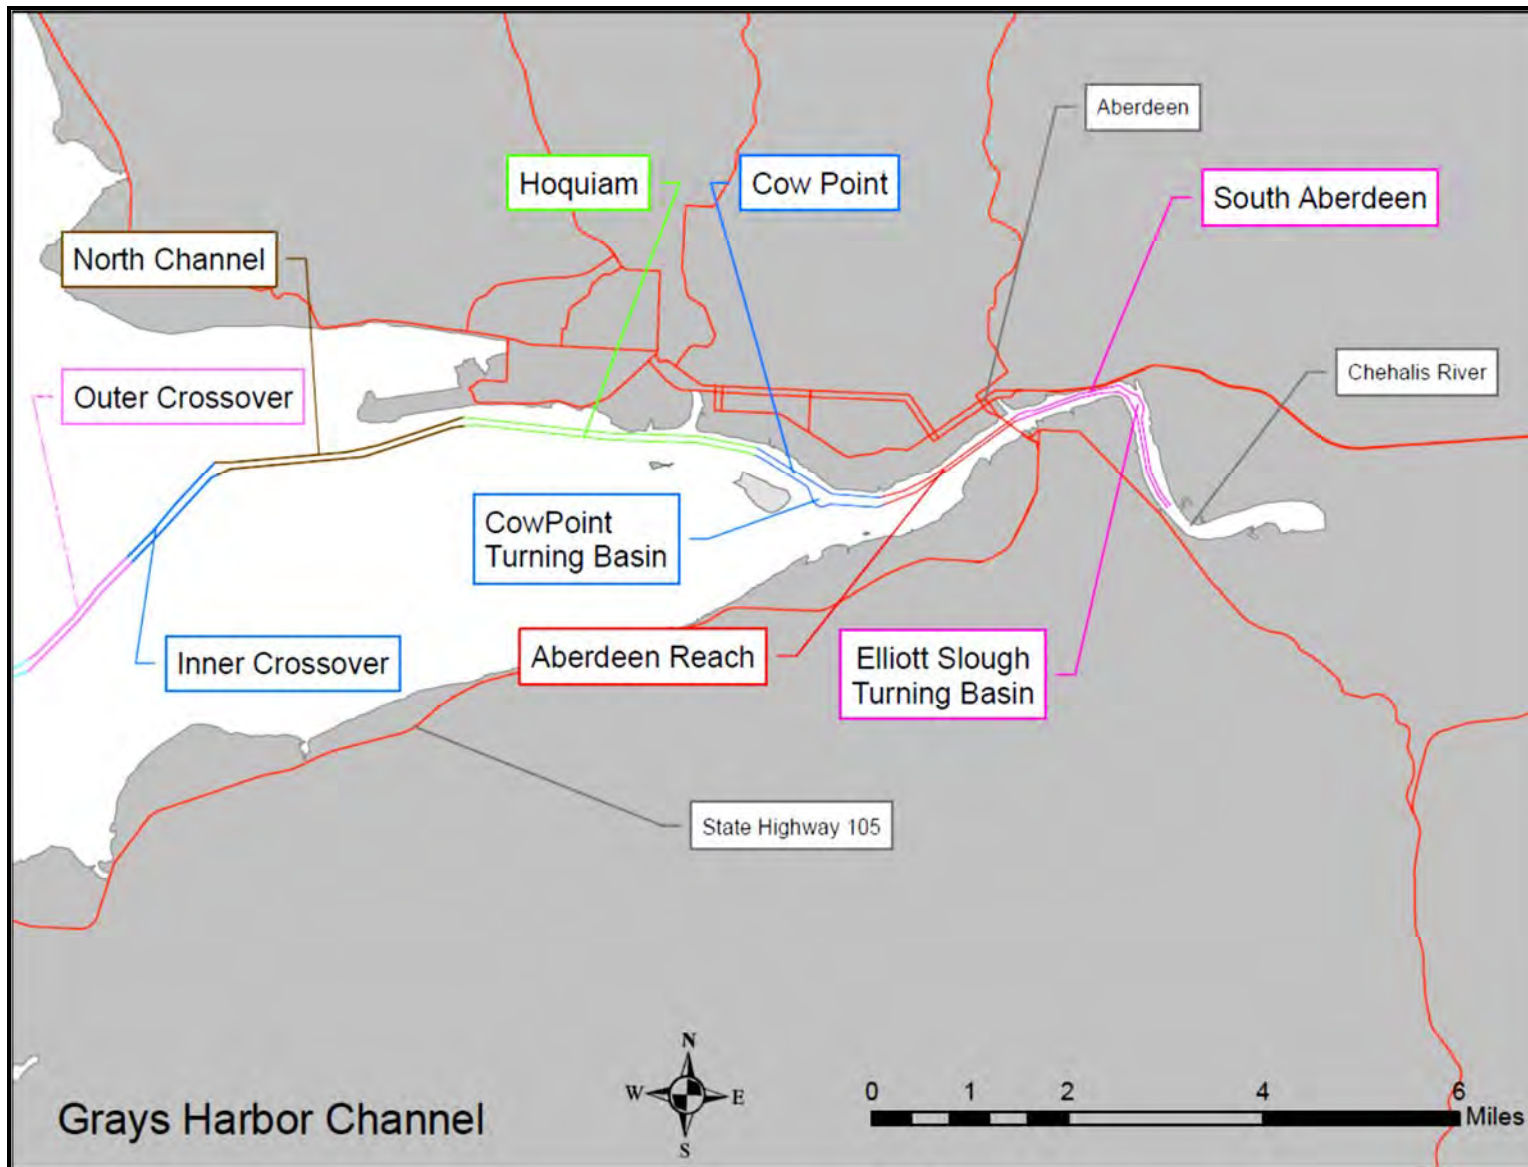 Aberdeen
Hoquiam
Cow Point
South Aberdeen
North Channel
Chehalis River
Outer Crossover
CowPoint
Turning Basin
Inner Crossover
Aberdeen Reach
Elliott Slough
Turning Basin
State Highway 105
N
W
E
S
0 1 2 4 6
Miles
Grays Harbor Channel